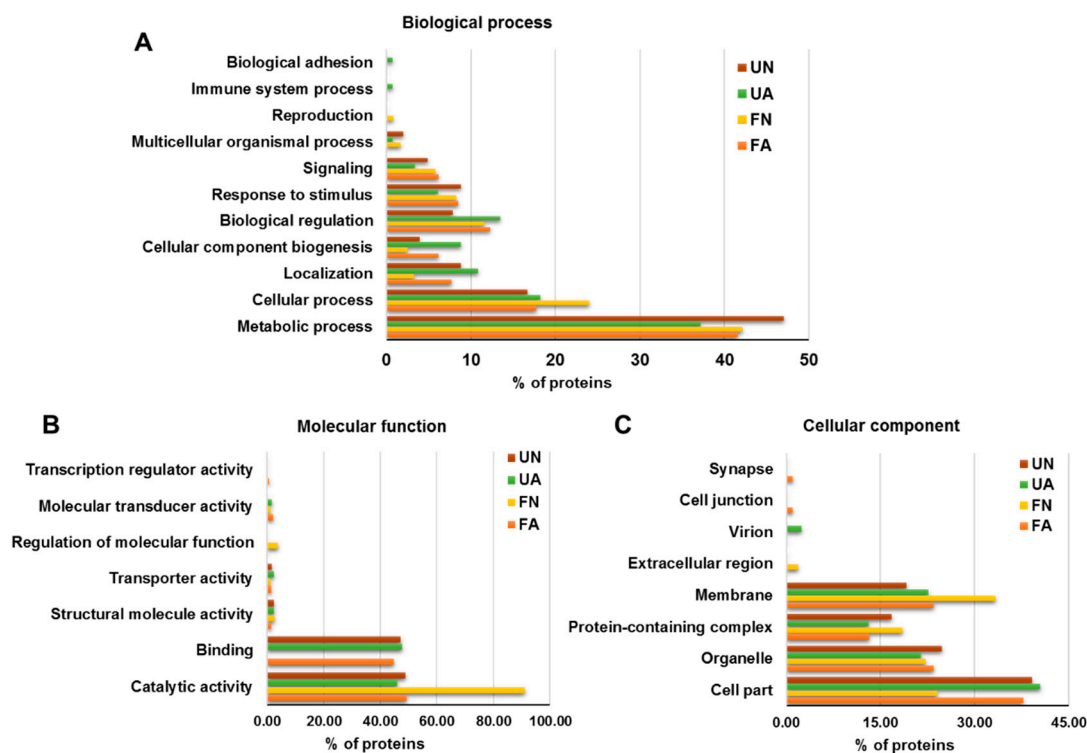 A
Biological process
Biological adhesion
Immune system process
Reproduction
Multicellular organismal process
Signaling
Response to stimulus
Biological regulation
Cellular component biogenesis
Localization
Cellular process
Metabolic process
UN
UA
FN
FA
0 10 20 30 40 50
% of proteins
B
Molecular function
Transcription regulator activity
Molecular transducer activity
Regulation of molecular function
Transporter activity
Structural molecule activity
Binding
Catalytic activity
UN
UA
FN
FA
0.00 20.00 40.00 60.00 80.00 100.00
% of proteins
C
Cellular component
Synapse
Cell junction
Virion
Extracellular region
Membrane
Protein-containing complex
Organelle
Cell part
UN
UA
FN
FA
0.00 15.00 30.00 45.00
% of proteins